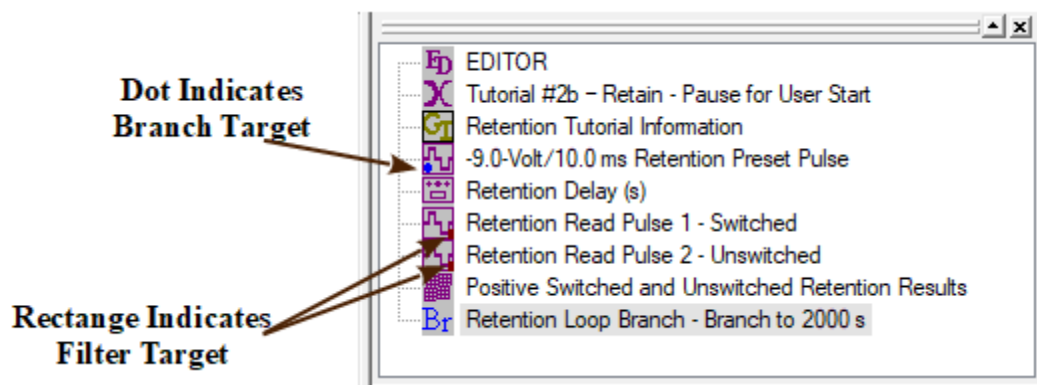 ED EDITOR
Tutorial #2b – Retain - Pause for User Start
Dot Indicates
Branch Target
GT Retention Tutorial Information
-9.0-Volt/10.0 ms Retention Preset Pulse
Retention Delay (s)
Retention Read Pulse 1 - Switched
Retention Read Pulse 2 - Unswitched
Positive Switched and Unswitched Retention Results
Rectange Indicates
Filter Target
Br Retention Loop Branch - Branch to 2000 s